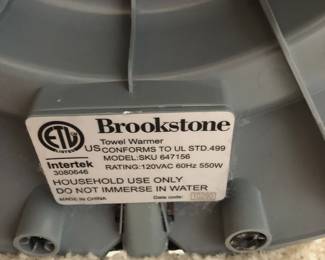 ETL
Brookstone
Towel Warmer
US CONFORMS TO UL STD.499
Intertek
MODEL:SKU 647156
3080646
RATING:120VAC 60Hz 550W
HOUSEHOLD USE ONLY
DO NOT IMMERSE IN WATER
MADE IN CHINA
Date code: